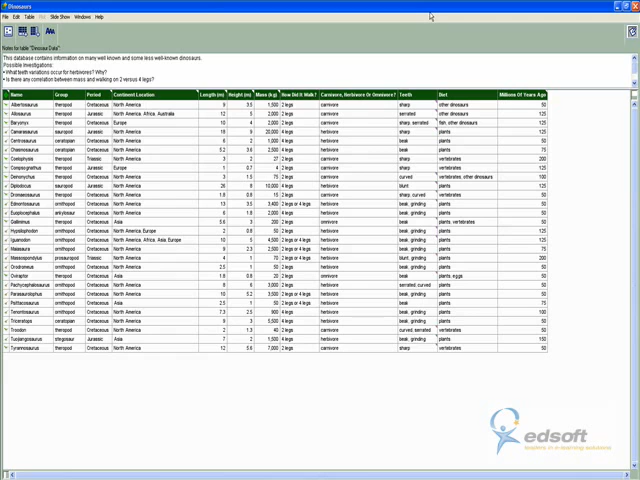 Dinosaurs
File Edit Table Slide Show Windows Help
Notes for table "Dinosaur Data":
This database contains information on many well known and some less well-known dinosaurs.
Possible Investigations:
• What teeth variations occur for herbivores? Why?
• Is there any correlation between mass and walking on 2 versus 4 legs?
Name Group Period Continent Location Length (m) Height (m) Mass (kg) How Did It Walk? Carnivore, Herbivore Or Omnivore? Teeth Diet Millions Of Years Ago
Albertosaurus theropod Cretaceous North America 9 3 1,500 2 legs carnivore sharp other dinosaurs 50
Allosaurus theropod Jurassic North America, Africa, Australia 12 5 2,000 2 legs carnivore serrated other dinosaurs 125
Baryonyx theropod Cretaceous Europe 10 4 2,000 2 legs carnivore sharp, serrated fish, other dinosaurs 100
Camarasaurus sauropod Jurassic North America 18 9 20,000 4 legs herbivore sharp plants 125
Centrosaurus ceratopian Cretaceous North America 6 2 1,000 4 legs herbivore beak plants 50
Chasmosaurus ceratopian Cretaceous North America 5.2 3.6 2,500 4 legs herbivore beak plants 75
Coelophysis theropod Triassic North America 3 2 27 2 legs carnivore sharp vertebrates 200
Compsognathus theropod Jurassic Europe 1 0.7 4 2 legs carnivore sharp vertebrates 125
Deinonychus theropod Cretaceous North America 3 1.5 75 2 legs carnivore curved vertebrates, other dinosaurs 100
Diplodocus sauropod Jurassic North America 26 8 10,000 4 legs herbivore blunt plants 125
Dromaeosaurus theropod Cretaceous North America 1.8 0.8 15 2 legs carnivore sharp, curved vertebrates 50
Edmontosaurus ornithopod Cretaceous North America 13 3.5 3,400 2 legs or 4 legs herbivore beak, grinding plants 50
Euoplocephalus ankylosaur Cretaceous North America 6 1.8 2,000 4 legs herbivore beak, grinding plants 50
Gallimimus theropod Cretaceous Asia 5.6 3 200 2 legs omnivore beak vertebrates, plants 50
Hypsilophodon ornithopod Cretaceous North America, Europe 2 0.8 50 2 legs herbivore beak, grinding plants 125
Iguanodon ornithopod Cretaceous North America, Africa, Asia, Europe 10 5 4,500 2 legs or 4 legs herbivore beak, grinding plants 125
Maiasaura ornithopod Cretaceous North America 9 2.3 2,500 2 legs or 4 legs herbivore beak, grinding plants 75
Massospondylus prosauropod Triassic North America 4 1 70 2 legs or 4 legs herbivore blunt, grinding plants 200
Orodromeus ornithopod Cretaceous North America 2.5 1 50 2 legs herbivore beak, grinding plants 50
Oviraptor theropod Cretaceous Asia 1.8 0.8 20 2 legs omnivore beak plants, eggs 50
Pachycephalosaurus ornithopod Cretaceous North America 8 6 3,000 2 legs herbivore serrated, curved plants 50
Parasaurolophus ornithopod Cretaceous North America 10 5.2 3,500 2 legs or 4 legs herbivore beak, grinding plants 50
Psittacosaurus ornithopod Cretaceous Asia 2.5 1 50 2 legs or 4 legs herbivore beak plants 75
Tenontosaurus ornithopod Cretaceous North America 7.3 2.5 900 4 legs herbivore beak, grinding plants 100
Triceratops ceratopian Cretaceous North America 9 3 5,500 4 legs herbivore beak, grinding plants 50
Troodon theropod Cretaceous North America 2 1.3 40 2 legs carnivore curved, serrated vertebrates 50
Tuojiangosaurus stegosaur Jurassic Asia 7 2 1,500 4 legs herbivore beak, grinding plants 150
Tyrannosaurus theropod Cretaceous North America 12 5.6 7,000 2 legs carnivore sharp vertebrates 50
edsoft